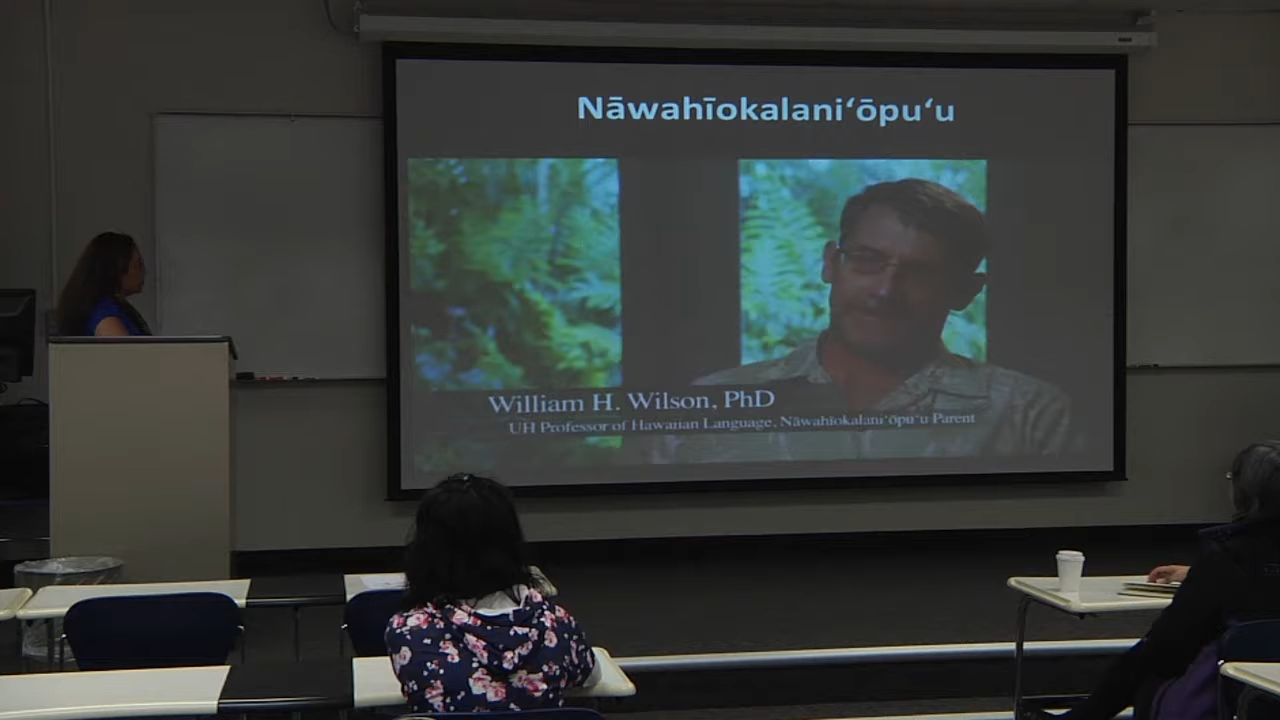 Nāwahīokalaniʻōpuʻu
William H. Wilson, PhD
UH Professor of Hawaiian Language, Nāwahīokalaniʻōpuʻu Parent